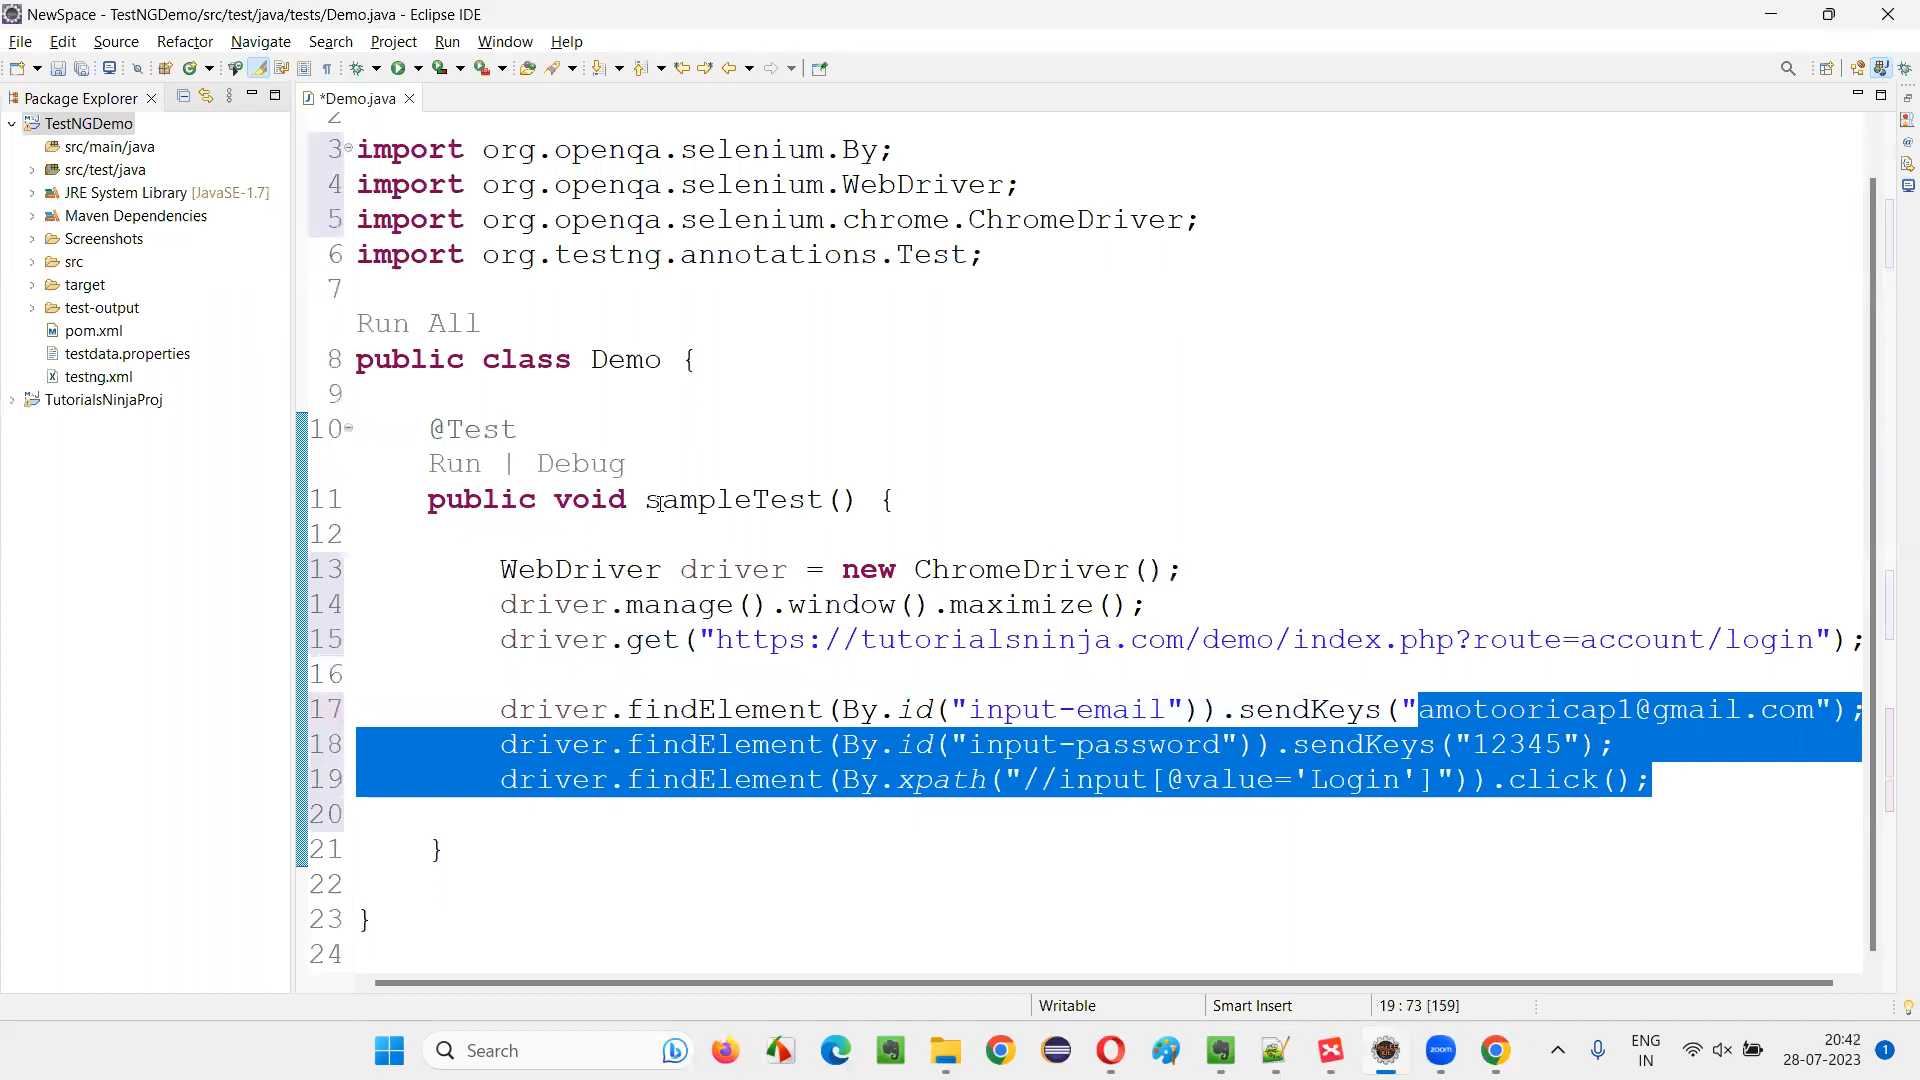 NewSpace - TestNGDemo/src/test/java/tests/Demo.java - Eclipse IDE
File Edit Source Refactor Navigate Search Project Run Window Help
Package Explorer
*Demo.java
TestNGDemo
src/main/java
src/test/java
JRE System Library [JavaSE-1.7]
Maven Dependencies
Screenshots
src
target
test-output
pom.xml
testdata.properties
testng.xml
TutorialsNinjaProj
2
3 import org.openqa.selenium.By;
4 import org.openqa.selenium.WebDriver;
5 import org.openqa.selenium.chrome.ChromeDriver;
6 import org.testng.annotations.Test;
7
Run All
8 public class Demo {
9
10 @Test
Run | Debug
11 public void sampleTest() {
12
13 WebDriver driver = new ChromeDriver();
14 driver.manage().window().maximize();
15 driver.get("https://tutorialsninja.com/demo/index.php?route=account/login");
16
17 driver.findElement(By.id("input-email")).sendKeys("amotooricap1@gmail.com");
18 driver.findElement(By.id("input-password")).sendKeys("12345");
19 driver.findElement(By.xpath("//input[@value='Login']")).click();
20
21 }
22
23 }
24
Writable Smart Insert 19 : 73 [159]
Search
zoom
ENG
IN
20:42
28-07-2023
1